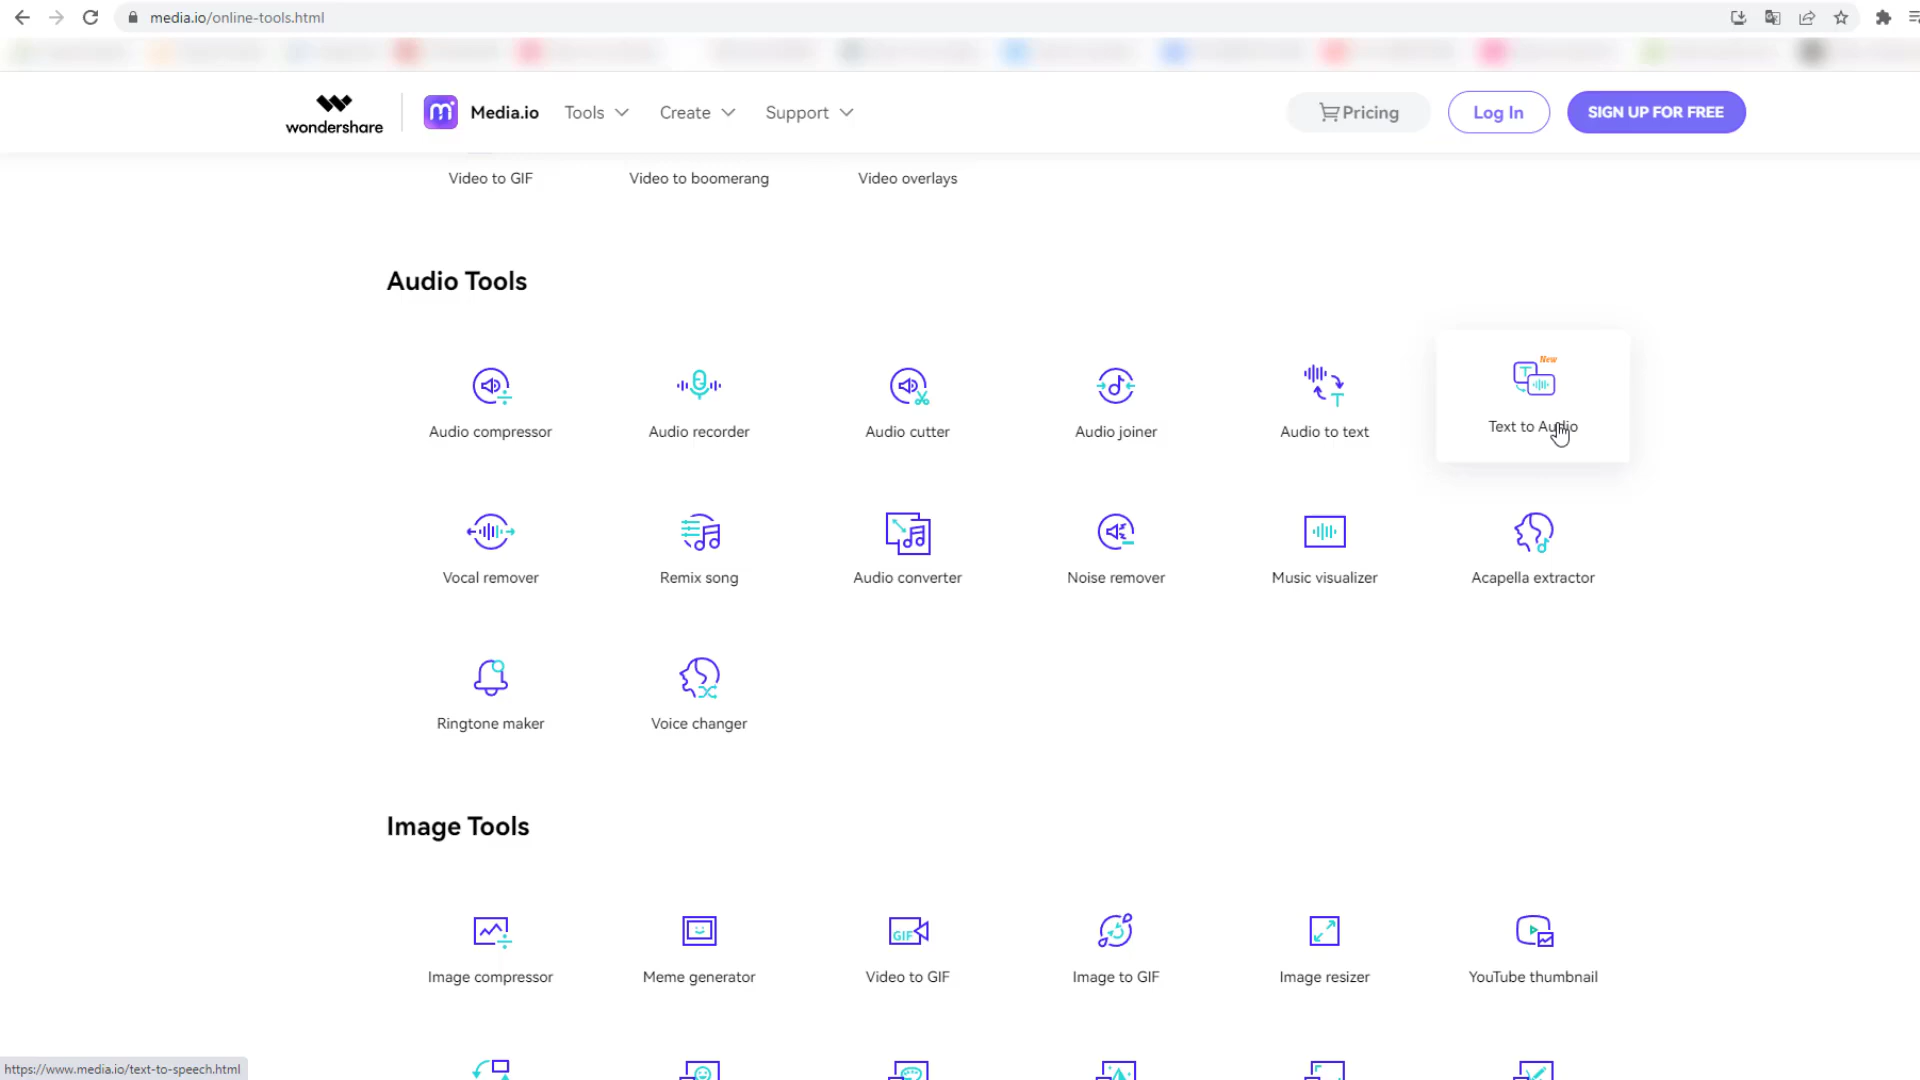 media.io/online-tools.html
wondershare
Media.io
Tools
Create
Support
Pricing
Log In
SIGN UP FOR FREE
Video to GIF
Video to boomerang
Video overlays
Audio Tools
New
Audio compressor
Audio recorder
Audio cutter
Audio joiner
Audio to text
Text to Audio
Vocal remover
Remix song
Audio converter
Noise remover
Music visualizer
Acapella extractor
Ringtone maker
Voice changer
Image Tools
GIF
Image compressor
Meme generator
Video to GIF
Image to GIF
Image resizer
YouTube thumbnail
https://www.media.io/text-to-speech.html